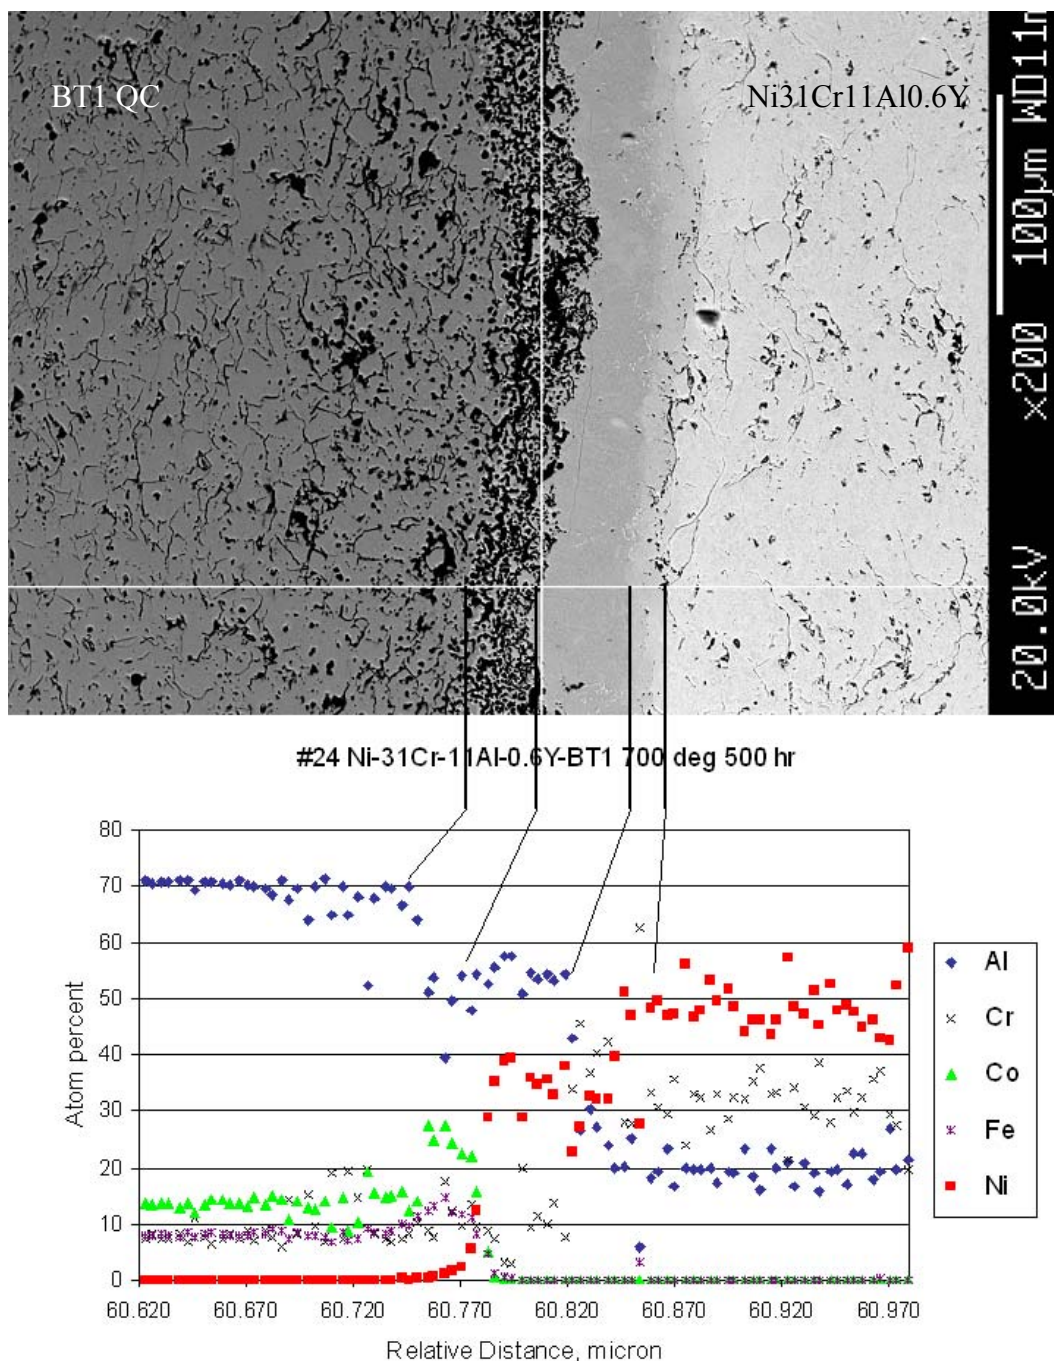 BT1 QC
Ni31Cr11Al0.6Y
20.0kV ×200 100µm WD11
#24 Ni-31Cr-11Al-0.6Y-BT1 700 deg 500 hr
80
70
60
50
40
30
20
10
0
Atom percent
60.620 60.670 60.720 60.770 60.820 60.870 60.920 60.970
Relative Distance, micron
Al
Cr
Co
Fe
Ni